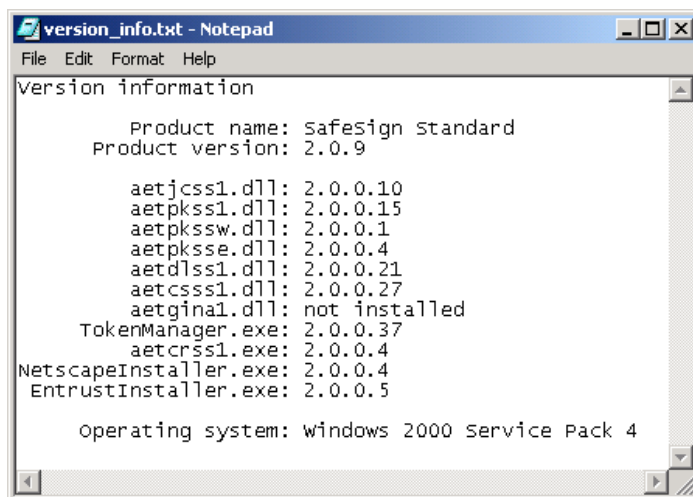 version_info.txt - Notepad
File Edit Format Help
Version information
Product name: SafeSign Standard
Product version: 2.0.9
aetjcss1.dll: 2.0.0.10
aetpkss1.dll: 2.0.0.15
aetpkssw.dll: 2.0.0.1
aetpksse.dll: 2.0.0.4
aetdlss1.dll: 2.0.0.21
aetcsss1.dll: 2.0.0.27
aetgina1.dll: not installed
TokenManager.exe: 2.0.0.37
aetcrss1.exe: 2.0.0.4
NetscapeInstaller.exe: 2.0.0.4
EntrustInstaller.exe: 2.0.0.5
Operating system: Windows 2000 Service Pack 4